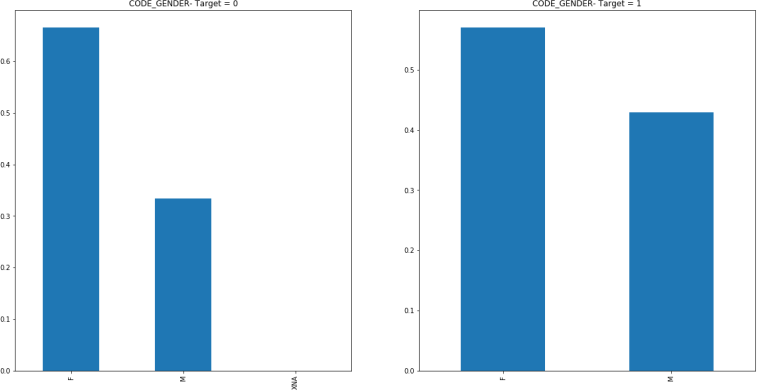 CODE_GENDER- Target = 0
0.6
0.5
0.4
0.3
0.2
0.1
0.0
F
M
XNA
CODE_GENDER- Target = 1
0.5
0.4
0.3
0.2
0.1
0.0
F
M